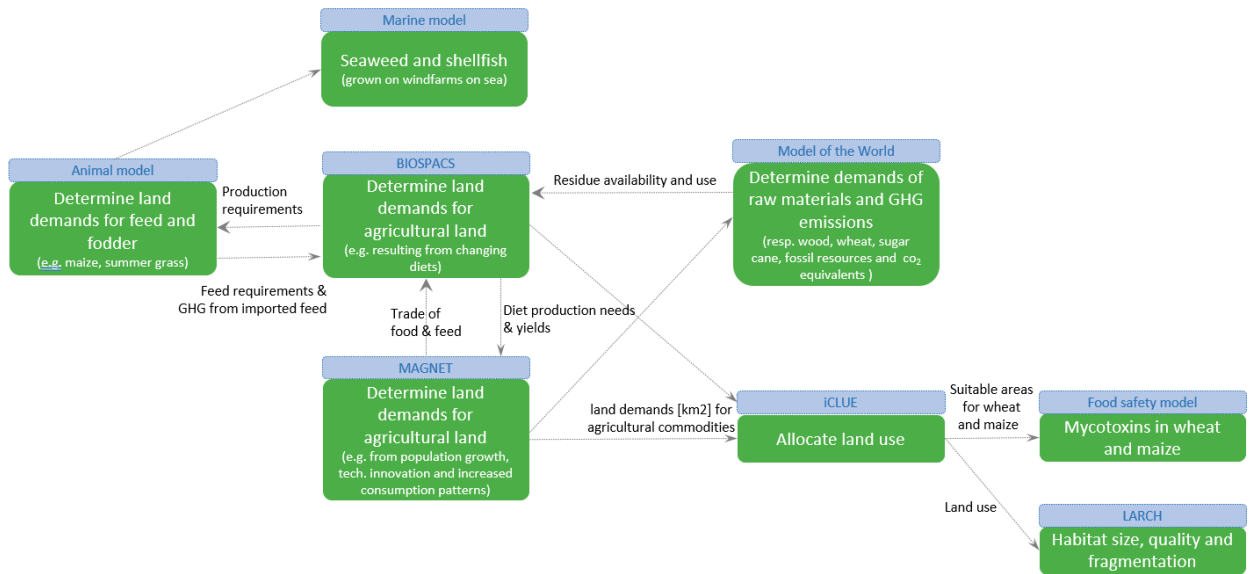 Marine model
Seaweed and shellfish
(grown on windfarms on sea)
Animal model
Determine land
demands for feed and
fodder
(e.g. maize, summer grass)
Production
requirements
Feed requirements &
GHG from imported feed
BIOSPACS
Determine land
demands for
agricultural land
(e.g. resulting from changing
diets)
Residue availability and use
Model of the World
Determine demands of
raw materials and GHG
emissions
(resp. wood, wheat, sugar
cane, fossil resources and co₂
equivalents )
Trade of
food & feed
Diet production needs
& yields
MAGNET
Determine land
demands for
agricultural land
(e.g. from population growth,
tech. innovation and increased
consumption patterns)
land demands [km2] for
agricultural commodities
iCLUE
Allocate land use
Suitable areas
for wheat
and maize
Food safety model
Mycotoxins in wheat
and maize
Land use
LARCH
Habitat size, quality and
fragmentation